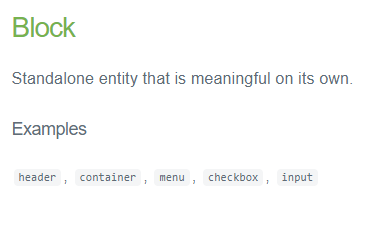 Block
Standalone entity that is meaningful on its own.
Examples
header, container, menu, checkbox, input